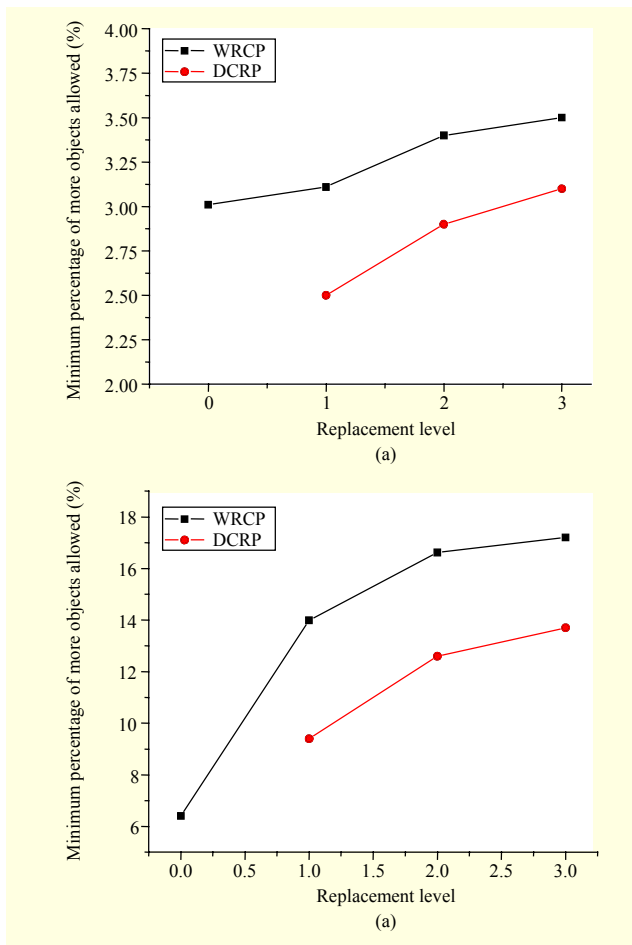 Minimum percentage of more objects allowed (%)
4.00
3.75
3.50
3.25
3.00
2.75
2.50
2.25
2.00
WRCP
DCRP
0
1
2
3
Replacement level
(a)
Minimum percentage of more objects allowed (%)
18
16
14
12
10
8
6
WRCP
DCRP
0.0
0.5
1.0
1.5
2.0
2.5
3.0
Replacement level
(a)